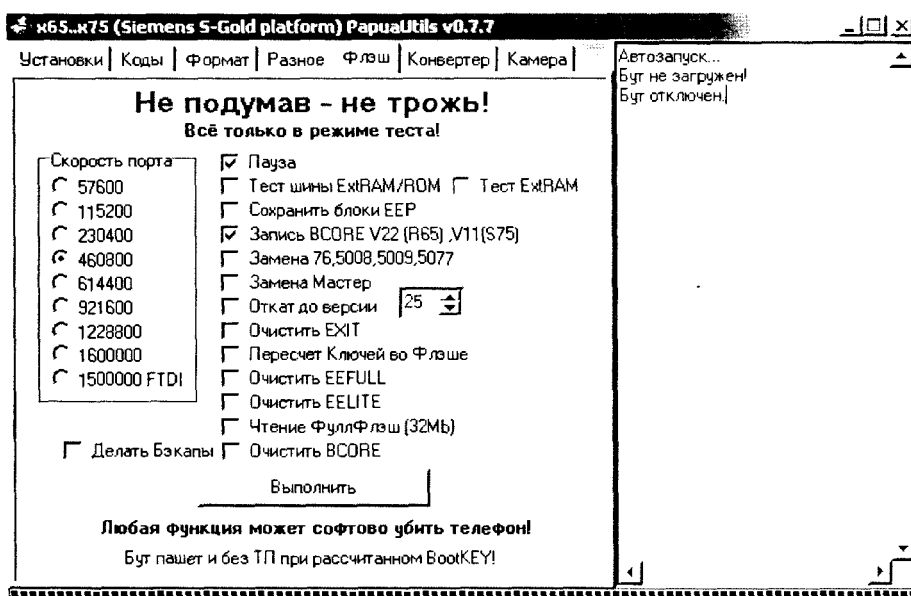 x65..x75 (Siemens S-Gold platform) PapuaUtils v0.7.7
Установки Коды Формат Разное Флэш Конвертер Камера
Не подумав - не трожь!
Всё только в режиме теста!
Скорость порта
57600
115200
230400
460800
614400
921600
1228800
1600000
1500000 FTDI
Делать Бэкапы
Пауза
Тест шины ExtRAM/ROM Тест ExtRAM
Сохранить блоки EEP
Запись BCORE V22 (R65) ,V11(S75)
Замена 76,5008,5009,5077
Замена Мастер
Откат до версии 25
Очистить EXIT
Пересчет Ключей во Флэше
Очистить EEFULL
Очистить EELITE
Чтение ФуллФлэш (32Mb)
Очистить BCORE
Выполнить
Любая функция может софтово убить телефон!
Бут пашет и без ТП при рассчитанном BootKEY!
Автозапуск...
Бут не загружен!
Бут отключен.